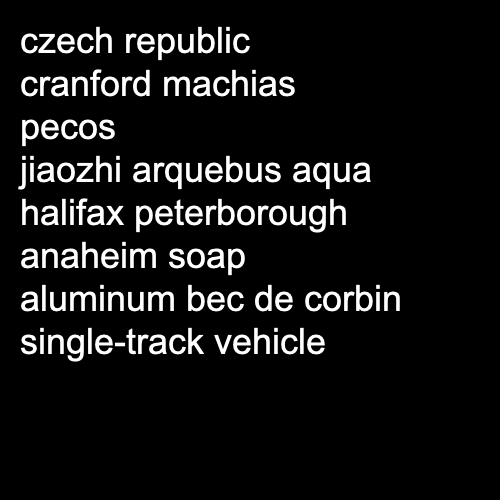 czech republic
cranford machias
pecos
jiaozhi arquebus aqua
halifax peterborough
anaheim soap
aluminum bec de corbin
single-track vehicle